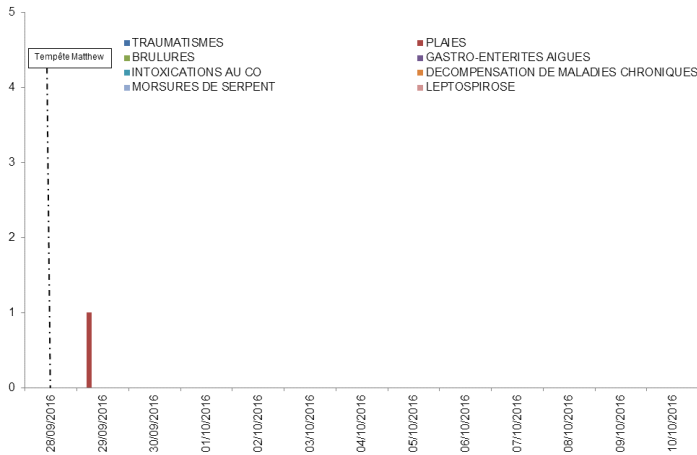 5
Tempête Matthew
TRAUMATISMES
PLAIES
BRULURES
GASTRO-ENTERITES AIGUES
INTOXICATIONS AU CO
DECOMPENSATION DE MALADIES CHRONIQUES
MORSURES DE SERPENT
LEPTOSPIROSE
4
3
2
1
0
28/09/2016
29/09/2016
30/09/2016
01/10/2016
02/10/2016
03/10/2016
04/10/2016
05/10/2016
06/10/2016
07/10/2016
08/10/2016
09/10/2016
10/10/2016